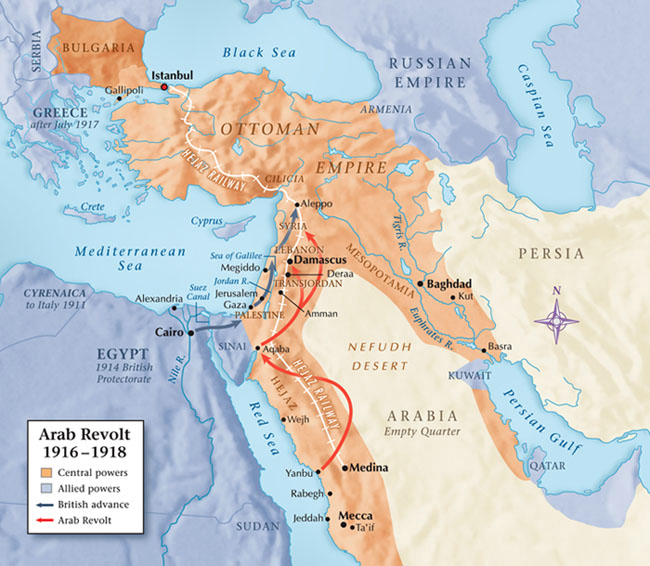 SERBIA
BULGARIA
Black Sea
RUSSIAN
EMPIRE
Caspian Sea
Istanbul
Gallipoli
GREECE
after July 1917
OTTOMAN
EMPIRE
ARMENIA
HEJAZ RAILWAY
CILICIA
Crete
Cyprus
Aleppo
SYRIA
Tigris R.
MESOPOTAMIA
PERSIA
Mediterranean
Sea
Sea of Galilee
LEBANON
Damascus
Megiddo
Deraa
Jordan R.
TRANSJORDAN
Baghdad
Kut
CYRENAICA
to Italy 1911
Alexandria
Suez
Canal
Jerusalem
Gaza
PALESTINE
Amman
Euphrates R.
N
Cairo
SINAI
Aqaba
NEFUDH
DESERT
Basra
EGYPT
1914 British
Protectorate
Nile R.
KUWAIT
HEJAZ
HEJAZ RAILWAY
ARABIA
Empty Quarter
Persian Gulf
Red Sea
Wejh
QATAR
Yanbu
Medina
Rabegh
Jeddah
Mecca
Ta'if
SUDAN
Arab Revolt
1916–1918
Central powers
Allied powers
British advance
Arab Revolt